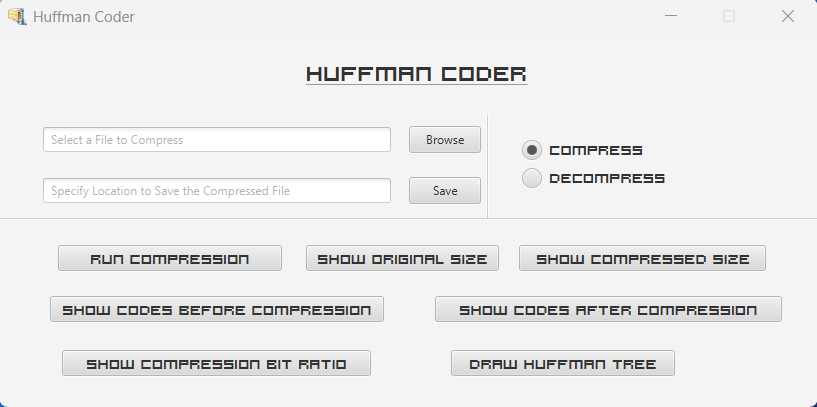 Huffman Coder
HUFFMAN CODER
Select a File to Compress
Browse
COMPRESS
DECOMPRESS
Specify Location to Save the Compressed File
Save
RUN COMPRESSION
SHOW ORIGINAL SIZE
SHOW COMPRESSED SIZE
SHOW CODES BEFORE COMPRESSION
SHOW CODES AFTER COMPRESSION
SHOW COMPRESSION BIT RATIO
DRAW HUFFMAN TREE